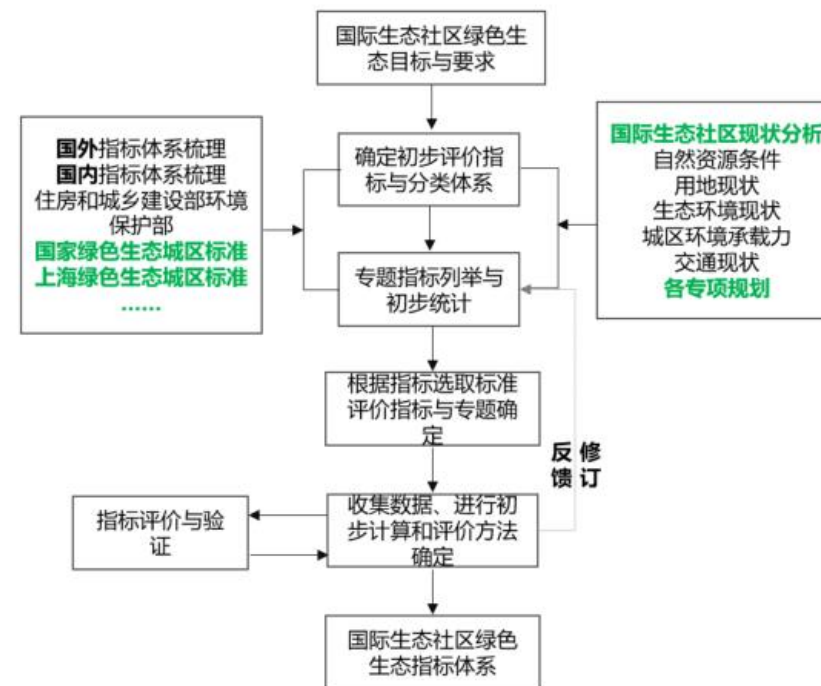 国际生态社区绿色生
态目标与要求
国外指标体系梳理
国内指标体系梳理
住房和城乡建设部环境
保护部
国家绿色生态城区标准
上海绿色生态城区标准
……
确定初步评价指
标与分类体系
专题指标列举与
初步统计
国际生态社区现状分析
自然资源条件
用地现状
生态环境现状
城区环境承载力
交通现状
各专项规划
根据指标选取标准
评价指标与专题确
定
反馈
修订
指标评价与验
证
收集数据、进行初
步计算和评价方法
确定
国际生态社区绿色
生态指标体系